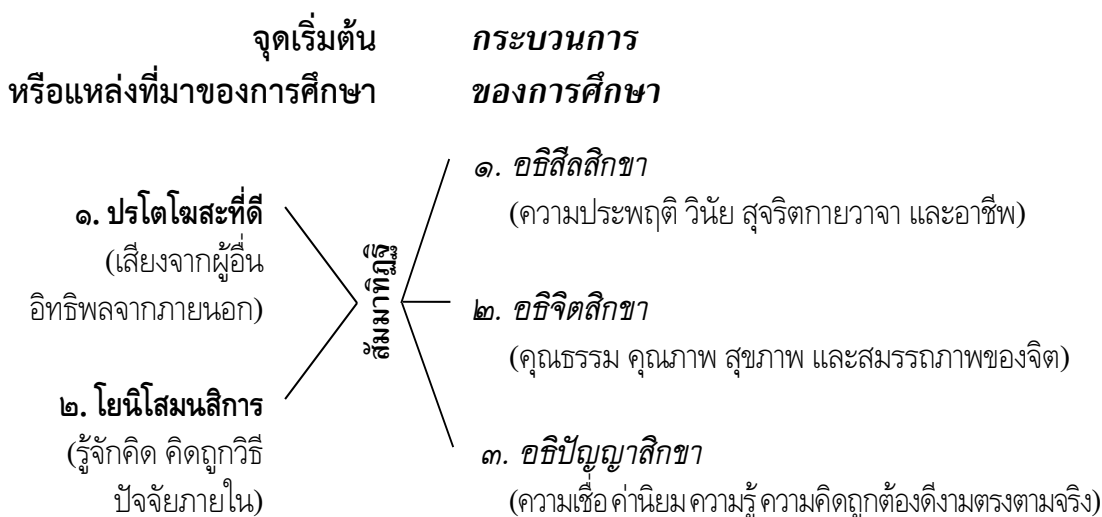 จุดเริ่มต้น
หรือแหล่งที่มาของการศึกษา
๑. ปรโตโฆสะที่ดี
(เสียงจากผู้อื่น
อิทธิพลจากภายนอก)
๒. โยนิโสมนสิการ
(รู้จักคิด คิดถูกวิธี
ปัจจัยภายใน)
สัมมาทิฏฐิ
กระบวนการ
ของการศึกษา
๑. อธิสีลสิกขา
(ความประพฤติ วินัย สุจริตกายวาจา และอาชีพ)
๒. อธิจิตสิกขา
(คุณธรรม คุณภาพ สุขภาพ และสมรรถภาพของจิต)
๓. อธิปัญญาสิกขา
(ความเชื่อ ค่านิยม ความรู้ ความคิดถูกต้องดีงามตรงตามจริง)